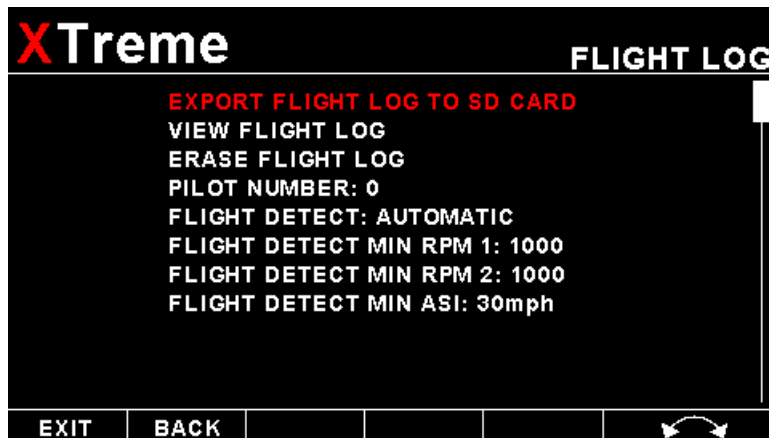 XTreme
FLIGHT LOG
EXPORT FLIGHT LOG TO SD CARD
VIEW FLIGHT LOG
ERASE FLIGHT LOG
PILOT NUMBER: 0
FLIGHT DETECT: AUTOMATIC
FLIGHT DETECT MIN RPM 1: 1000
FLIGHT DETECT MIN RPM 2: 1000
FLIGHT DETECT MIN ASI: 30mph
EXIT BACK